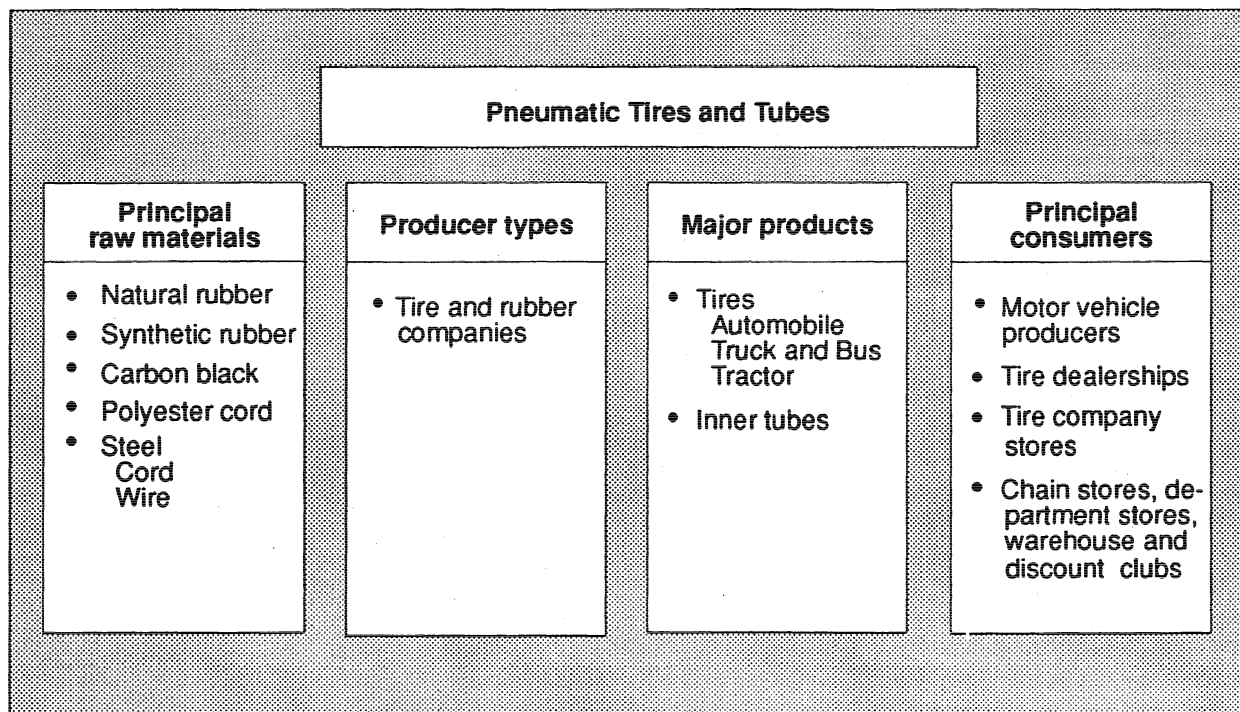 Pneumatic Tires and Tubes
Principal
raw materials
• Natural rubber
• Synthetic rubber
• Carbon black
• Polyester cord
• Steel
Cord
Wire
Producer types
• Tire and rubber
companies
Major products
• Tires
Automobile
Truck and Bus
Tractor
• Inner tubes
Principal
consumers
• Motor vehicle
producers
• Tire dealerships
• Tire company
stores
• Chain stores, de-
partment stores,
warehouse and
discount clubs